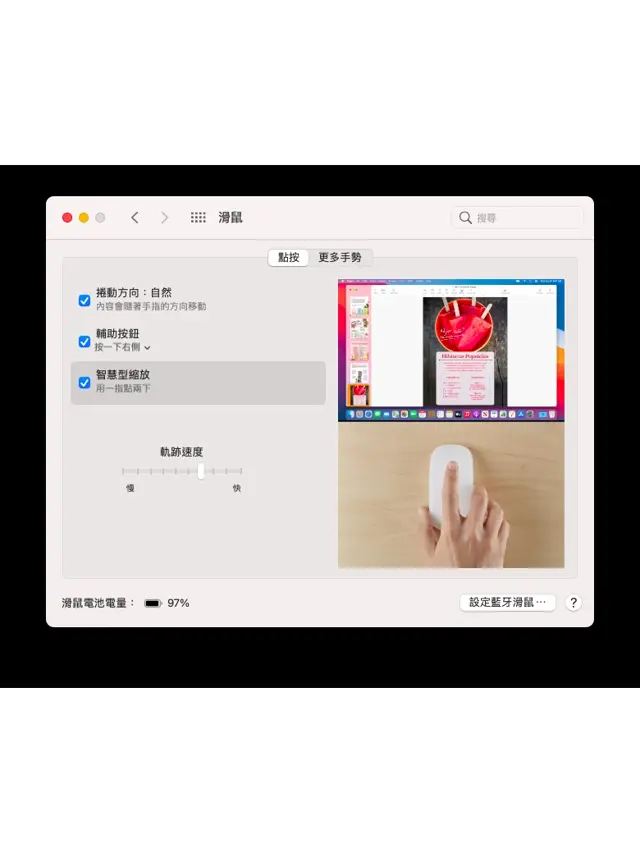 滑鼠
搜尋
點按
更多手勢
捲動方向：自然
內容會隨著手指的方向移動
輔助按鈕
按一下右側
智慧型縮放
用一指點兩下
軌跡速度
慢
快
Hibiscus Popsicles
滑鼠電池電量：
97%
設定藍牙滑鼠⋯
?